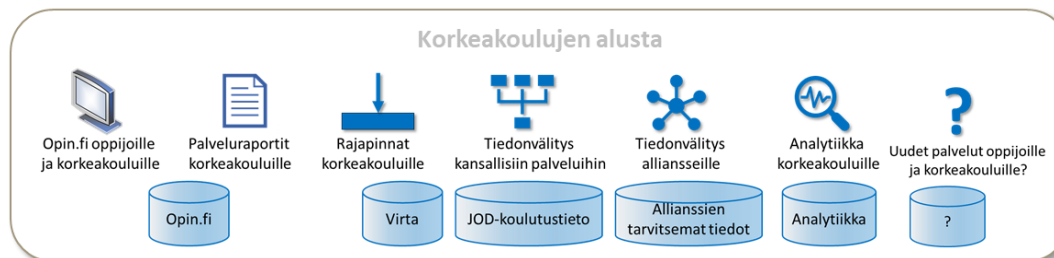 Korkeakoulujen alusta
?
Opin.fi oppijoille
ja korkeakouluille
Palveluraportit
korkeakouluille
Rajapinnat
korkeakouluille
Tiedonvälitys
kansallisiin palveluihin
Tiedonvälitys
alliansseille
Analytiikka
korkeakouluille
Uudet palvelut oppijoille
ja korkeakouluille?
Opin.fi
Virta
JOD-koulutustieto
Allianssien
tarvitsemat tiedot
Analytiikka
?